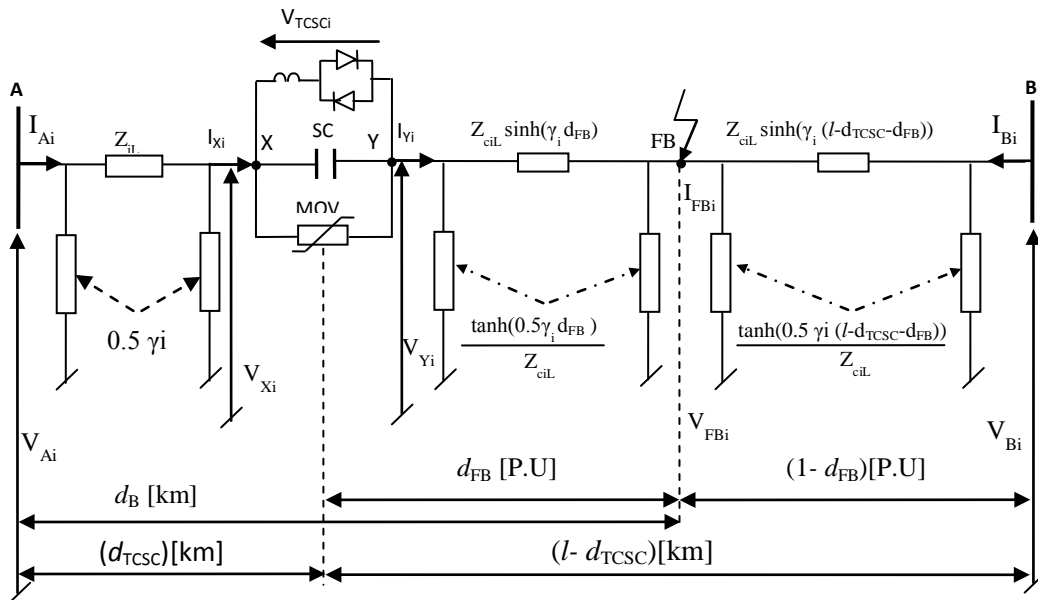 V_TCSCi
A
B
I_Ai
I_Xi
X
SC
Y
I_Yi
Z_ciL sinh(γ_i d_FB)
FB
Z_ciL sinh(γ_i (l-d_TCSC-d_FB))
I_Bi
Z_iL
MOV
I_FBi
0.5 γi
tanh(0.5γ_i d_FB )
Z_ciL
tanh(0.5 γi (l-d_TCSC-d_FB))
Z_ciL
V_Xi
V_Yi
V_FBi
V_Ai
V_Bi
d_FB [P.U]
(1- d_FB)[P.U]
d_B [km]
(d_TCSC)[km]
(l- d_TCSC)[km]